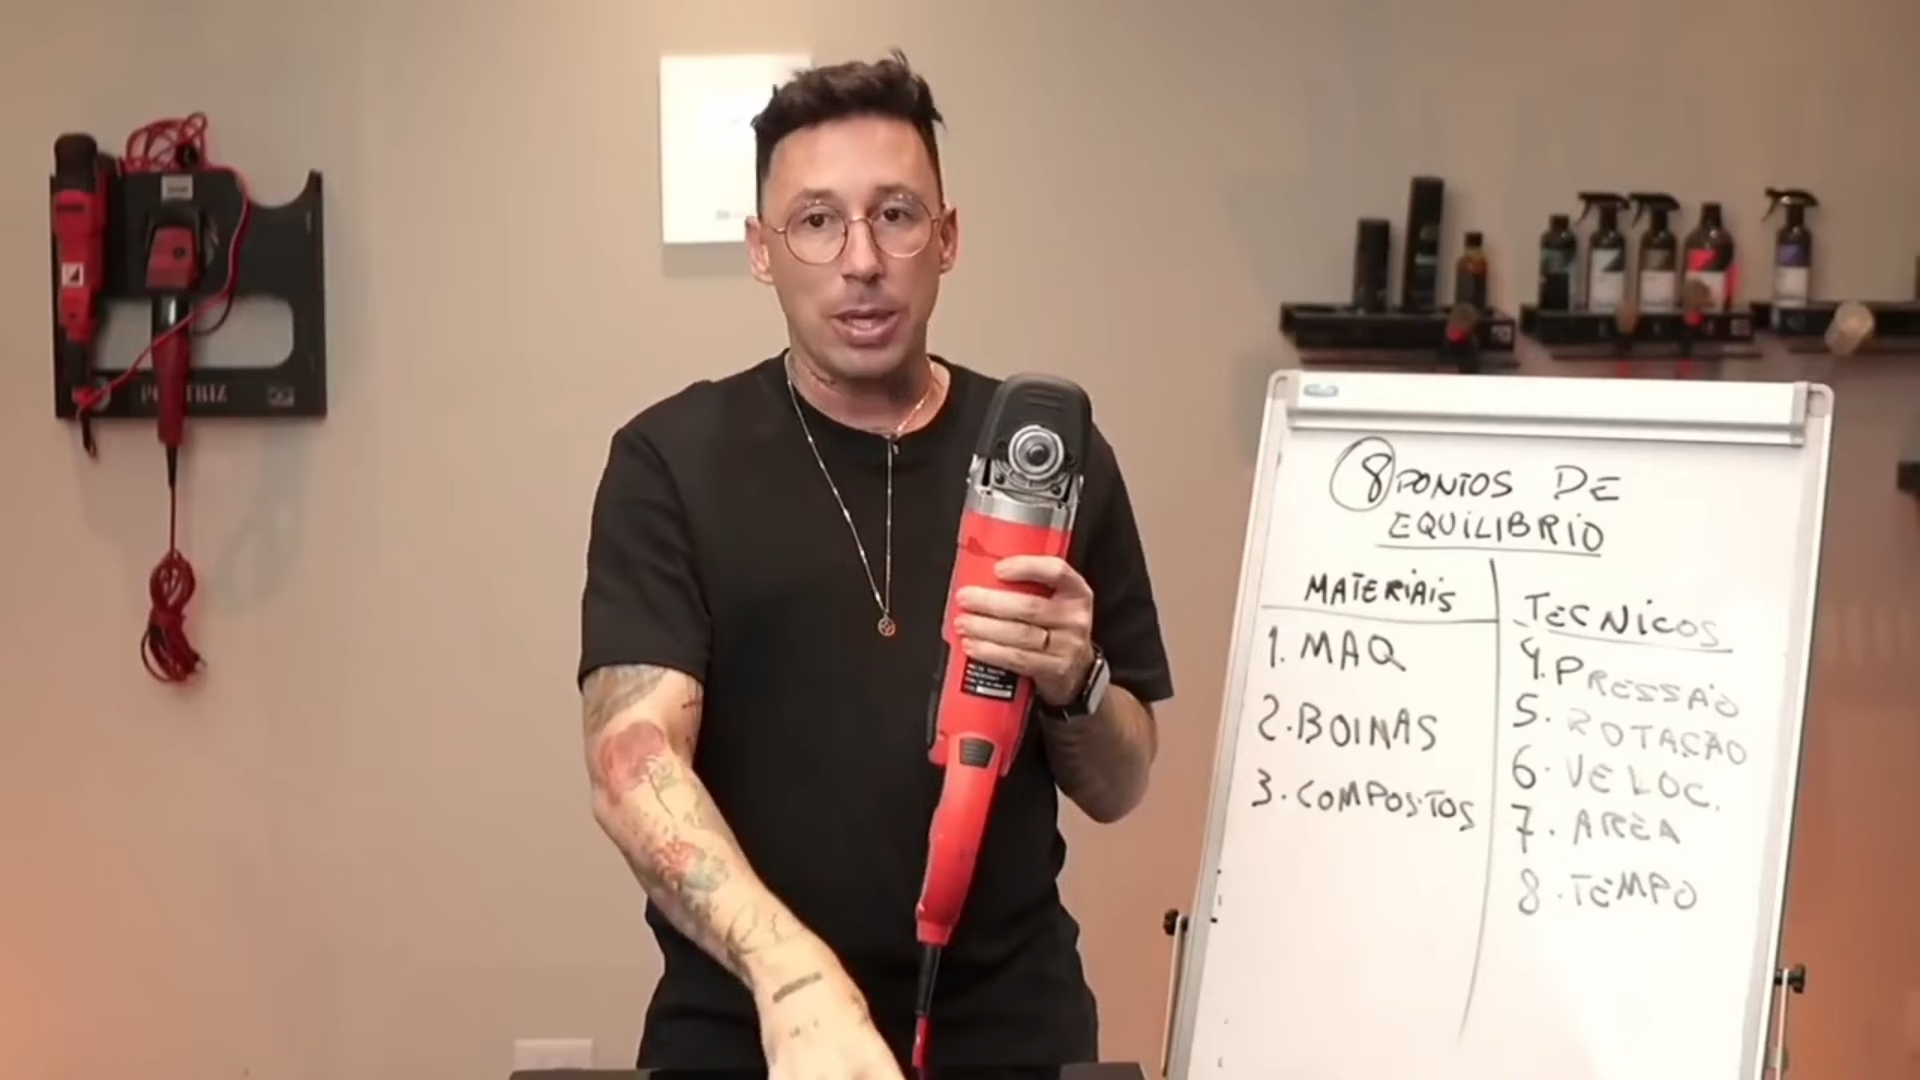 8 PONTOS DE
EQUILIBRIO
MATERIAIS
1. MAQ
2. BOINAS
3. COMPOSTOS
TECNICOS
4. PRESSÃO
5. ROTAÇÃO
6. VELOC.
7. ÁREA
8. TEMPO